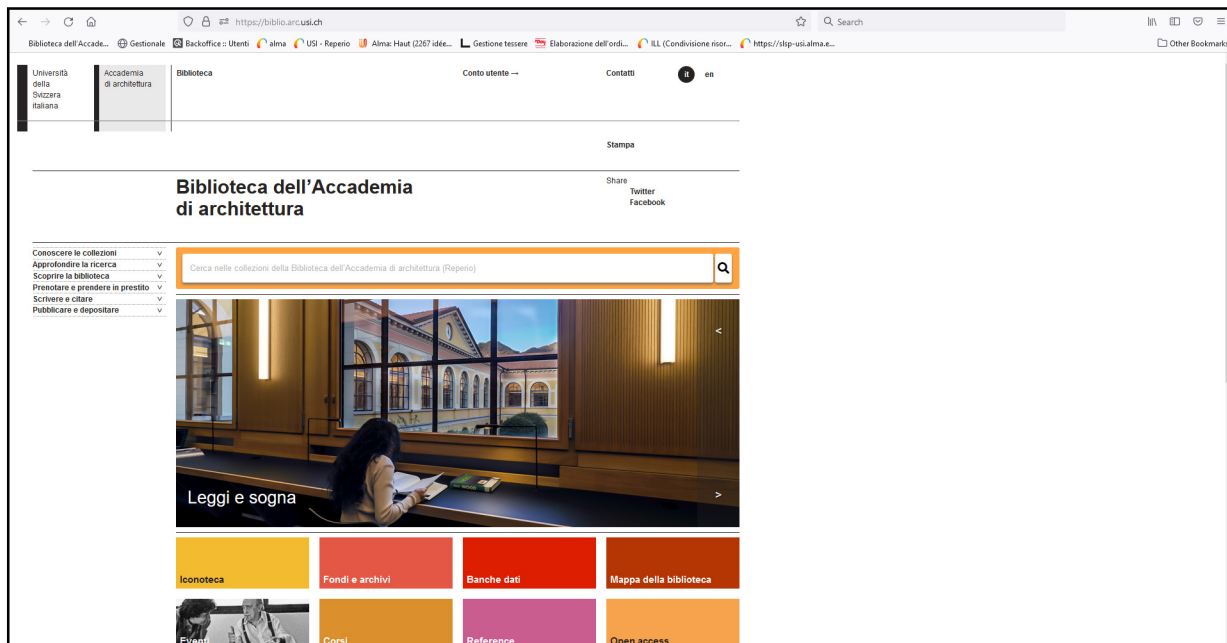 https://biblio.arc.usi.ch
Search
Biblioteca dell'Accade...
Gestionale
Backoffice :: Utenti
alma
USI - Reperio
Alma: Haut (2267 idée...
Gestione tessere
Elaborazione dell'ordi...
ILL (Condivisione risor...
https://slsp-usi.alma.e...
Other Bookmarks
Università
della
Svizzera
italiana
Accademia
di architettura
Biblioteca
Conto utente →
Contatti
it
en
Stampa
Biblioteca dell'Accademia
di architettura
Share
Twitter
Facebook
Conoscere le collezioni
Approfondire la ricerca
Scoprire la biblioteca
Prenotare e prendere in prestito
Scrivere e citare
Pubblicare e depositare
Cerca nelle collezioni della Biblioteca dell'Accademia di architettura (Reperio)
Leggi e sogna
Iconoteca
Fondi e archivi
Banche dati
Mappa della biblioteca
Eventi
Corsi
Reference
Open access